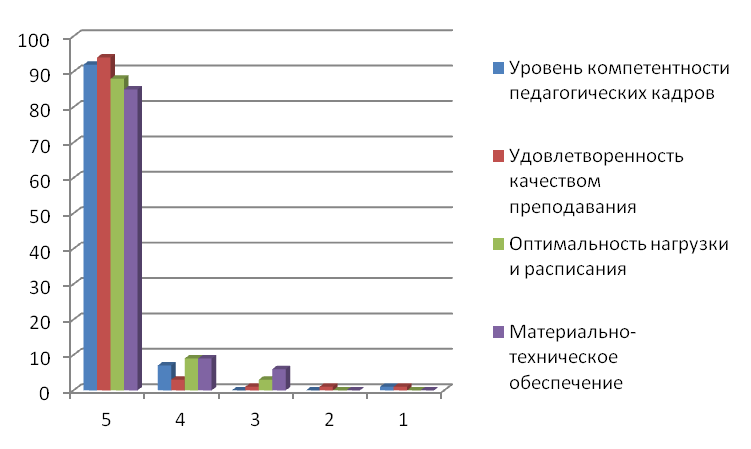 100
90
80
70
60
50
40
30
20
10
0
5 4 3 2 1
Уровень компетентности
педагогических кадров
Удовлетворенность
качеством
преподавания
Оптимальность нагрузки
и расписания
Материально-
техническое
обеспечение